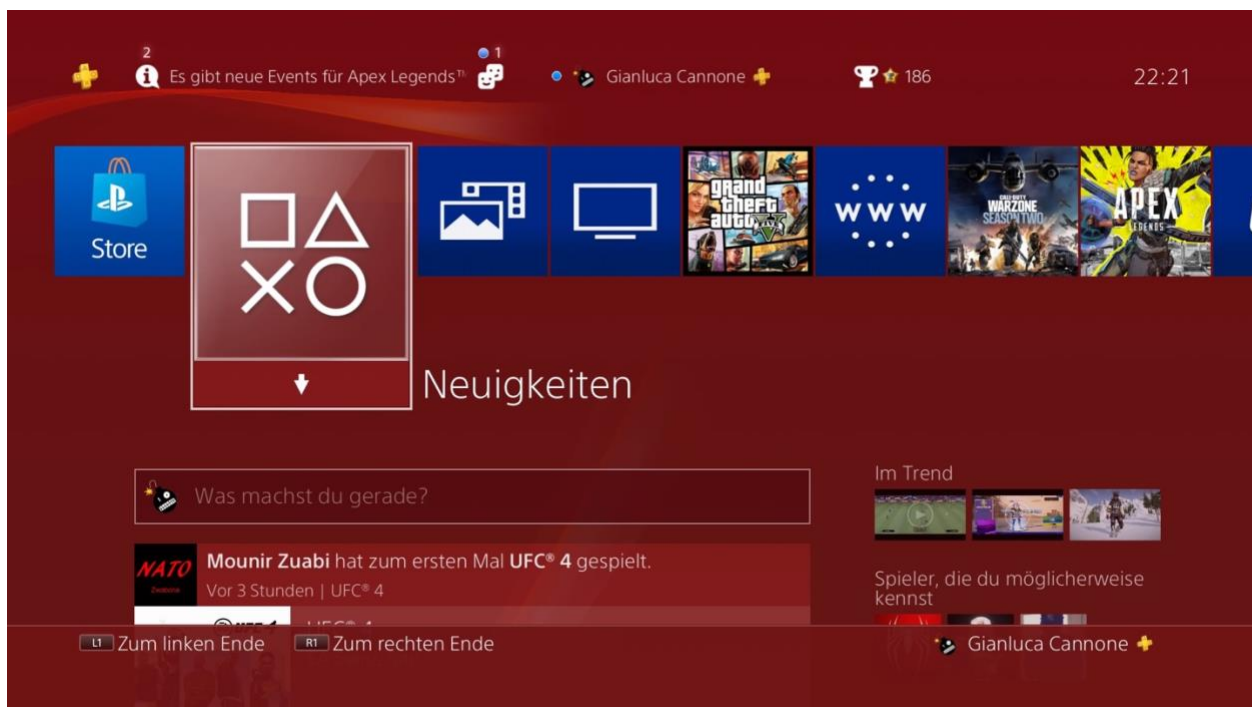 2
1
Es gibt neue Events für Apex Legends™
Gianluca Cannone
186
22:21
Store
grand
theft
auto
V
www
CALL OF DUTY
WARZONE
SEASON TWO
APEX
LEGENDS
Neuigkeiten
Was machst du gerade?
Im Trend
NATO
Mounir Zuabi hat zum ersten Mal UFC® 4 gespielt.
Vor 3 Stunden | UFC® 4
Spieler, die du möglicherweise
kennst
L1 Zum linken Ende
R1 Zum rechten Ende
Gianluca Cannone